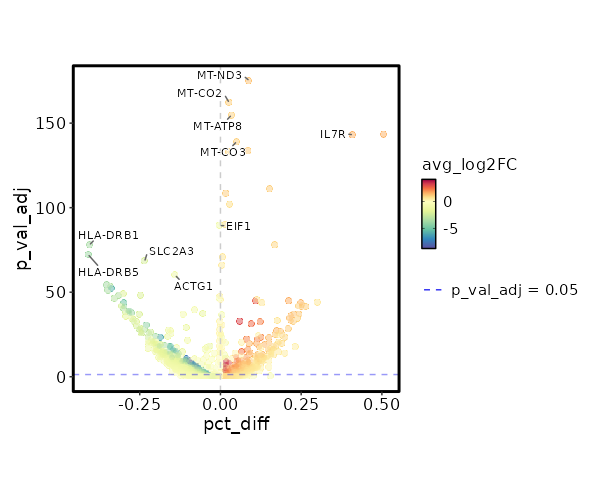 MT-ND3
MT-CO2
MT-ATP8
IL7R
MT-CO3
EIF1
HLA-DRB1
SLC2A3
HLA-DRB5
ACTG1
p_val_adj
150
100
50
0
-0.25
0.00
0.25
0.50
pct_diff
avg_log2FC
0
-5
p_val_adj = 0.05